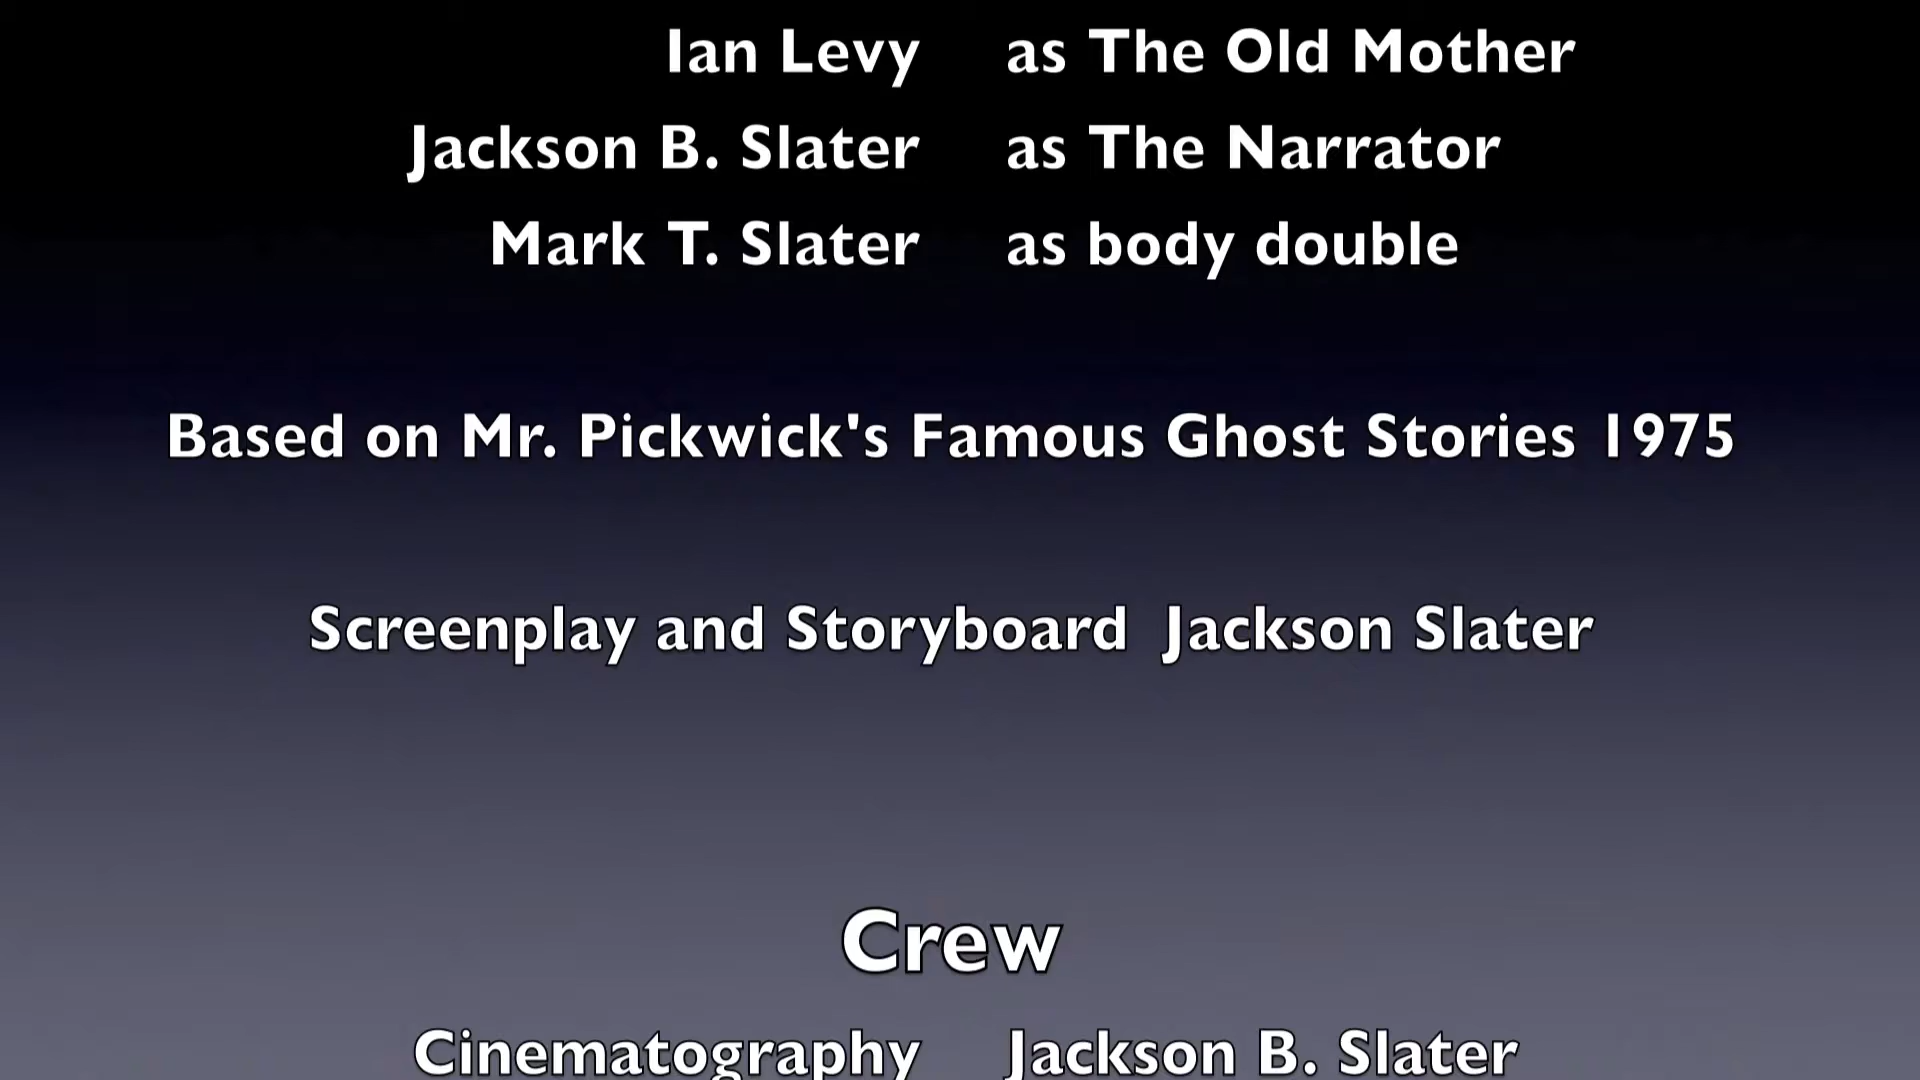 Ian Levy as The Old Mother
Jackson B. Slater as The Narrator
Mark T. Slater as body double
Based on Mr. Pickwick's Famous Ghost Stories 1975
Screenplay and Storyboard Jackson Slater
Crew
Cinematography Jackson B. Slater